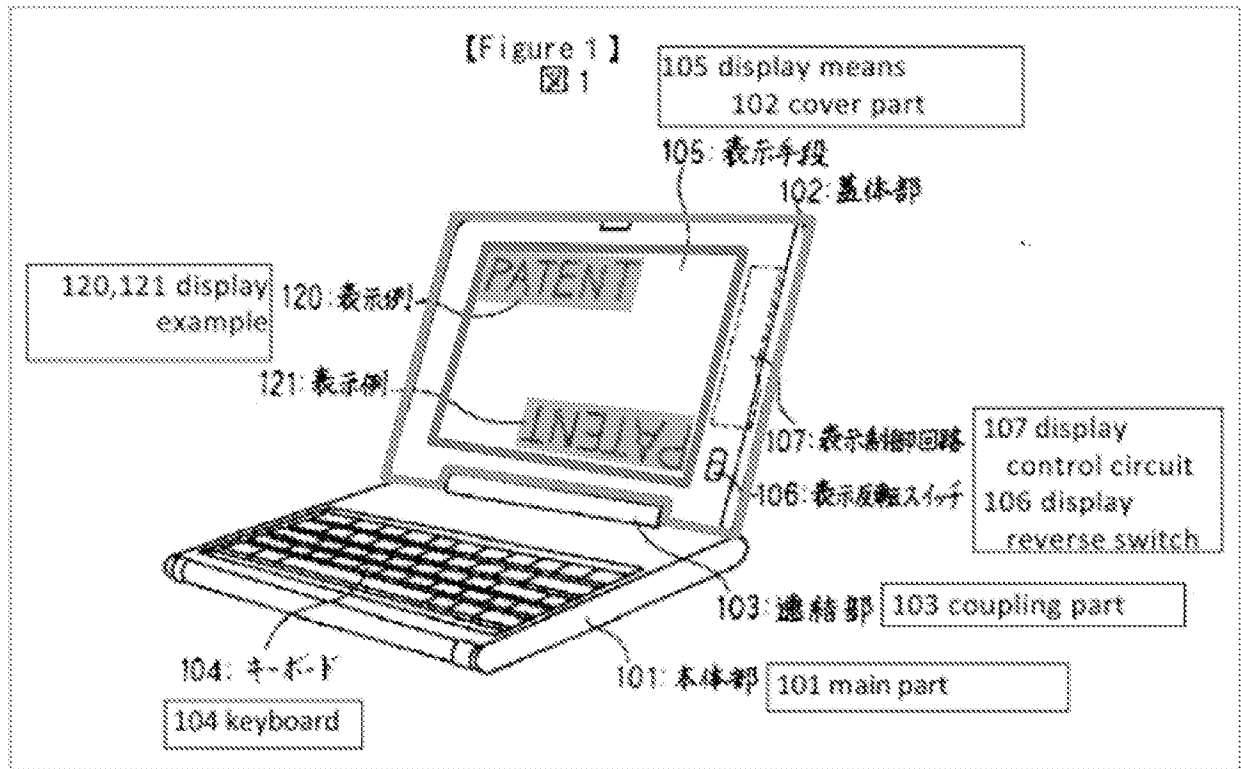 【Figure 1】
図1
105 display means
102 cover part
105:表示手段
102:蓋体部
PATENT
120,121 display
example
120:表示例
121:表示例
PATENT
107:表示制御回路
107 display
control circuit
106:表示反転スイッチ
106 display
reverse switch
103:連結部
103 coupling part
104:キーボード
104 keyboard
101:本体部
101 main part